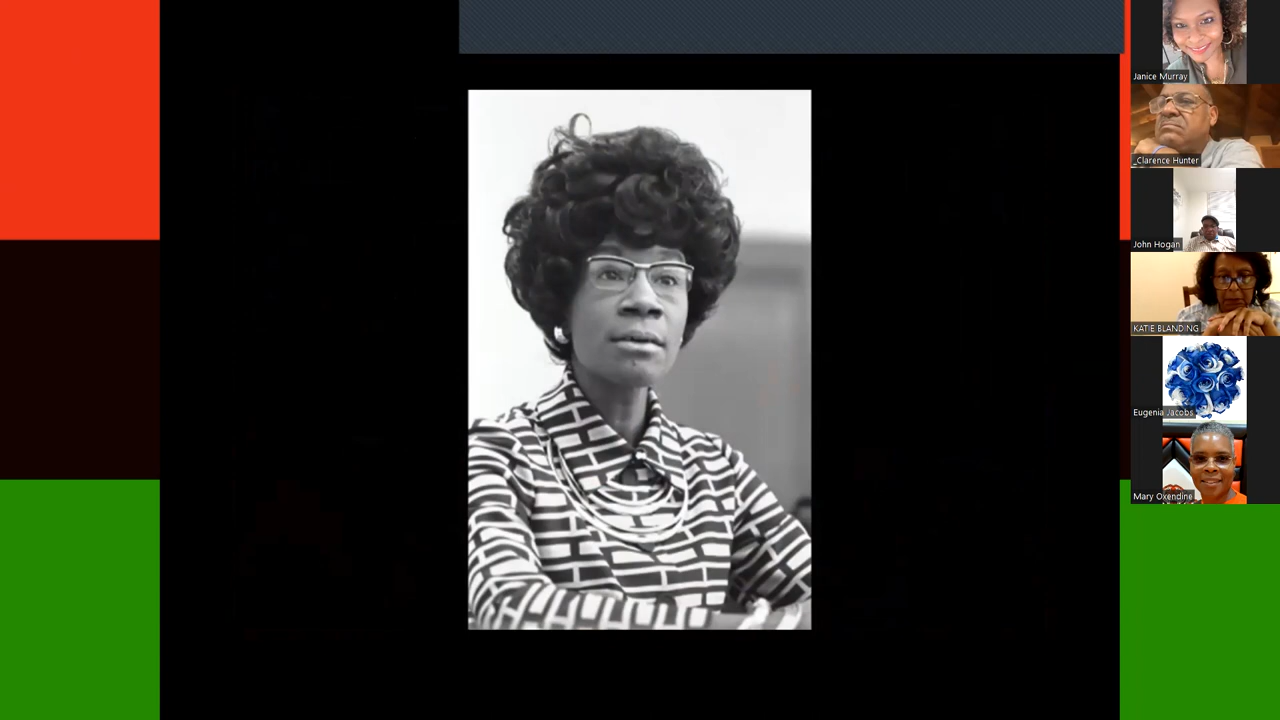 Janice Murray
_Clarence Hunter
John Hogan
KATIE BLANDING
Eugenia Jacobs
Mary Oxendine